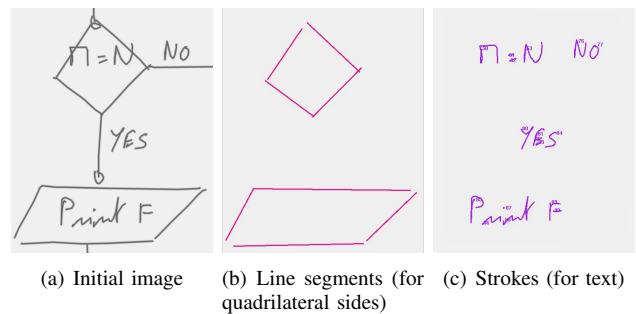 n=N NO
YES
Print F
n=N NO
YES
Print F
(a) Initial image
(b) Line segments (for quadrilateral sides)
(c) Strokes (for text)